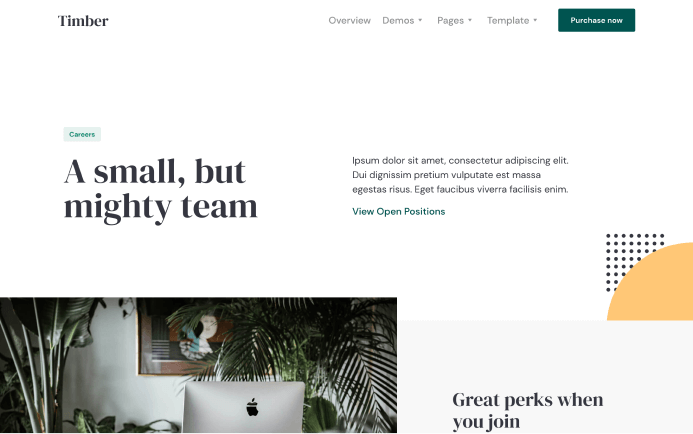 Timber
Overview
Demos
Pages
Template
Purchase now
Careers
A small, but
mighty team
Ipsum dolor sit amet, consectetur adipiscing elit.
Dui dignissim pretium vulputate est massa
egestas risus. Eget faucibus viverra facilisis enim.
View Open Positions
Great perks when
you join